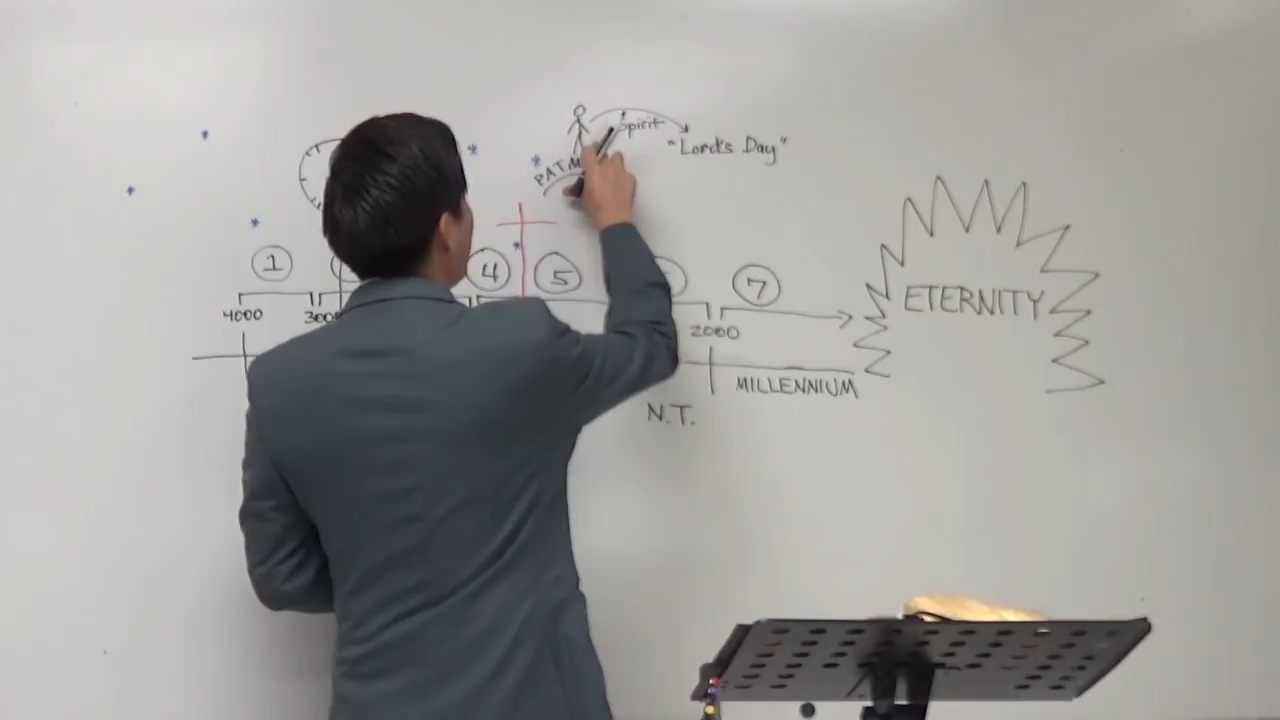 Spirit
"Lord's Day"
1
4
5
7
ETERNITY
4000
2000
MILLENNIUM
N.T.